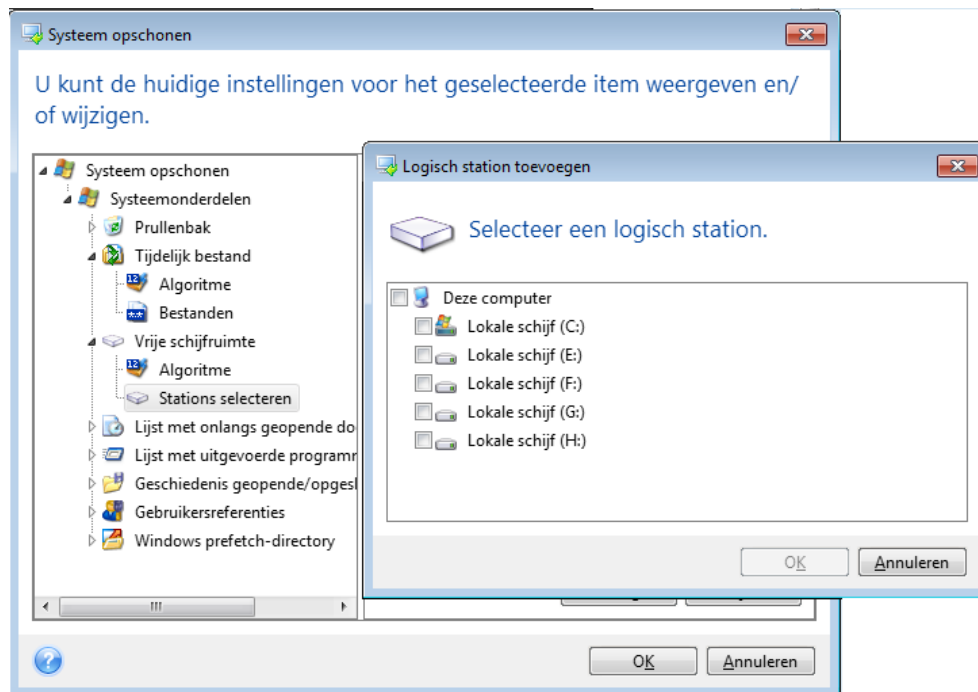 Systeem opschonen
U kunt de huidige instellingen voor het geselecteerde item weergeven en/
of wijzigen.
Systeem opschonen
Systeemonderdelen
Prullenbak
Tijdelijk bestand
Algoritme
Bestanden
Vrije schijfruimte
Algoritme
Stations selecteren
Lijst met onlangs geopende do
Lijst met uitgevoerde programm
Geschiedenis geopende/opgesl
Gebruikersreferenties
Windows prefetch-directory
OK
Annuleren
Logisch station toevoegen
Selecteer een logisch station.
Deze computer
Lokale schijf (C:)
Lokale schijf (E:)
Lokale schijf (F:)
Lokale schijf (G:)
Lokale schijf (H:)
OK
Annuleren